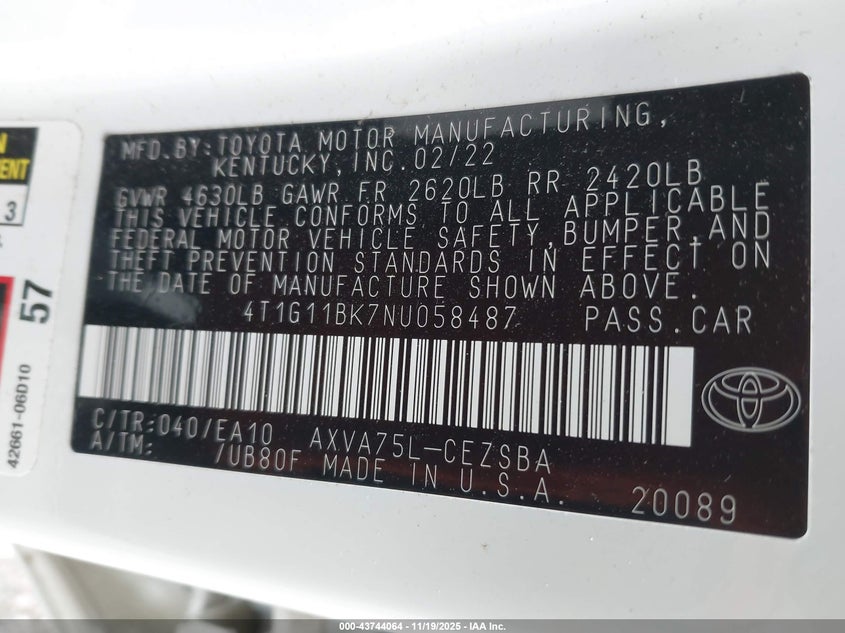 MFD.BY:TOYOTA MOTOR MANUFACTURING,
KENTUCKY,INC.02/22
GVWR 4630LB GAWR FR 2620LB RR 2420LB
THIS VEHICLE CONFORMS TO ALL APPLICABLE
FEDERAL MOTOR VEHICLE SAFETY,BUMPER,AND
THEFT PREVENTION STANDARDS IN EFFECT ON
THE DATE OF MANUFACTURE SHOWN ABOVE.
4T1G11BK7NU058487 PASS.CAR
C/TR:040/EA10 AXVA75L-CEZSBA
A/TM: /UB80F MADE IN U.S.A.
20089
3
57
42661-06D10
000-43744064 - 11/19/2025 - IAA Inc.